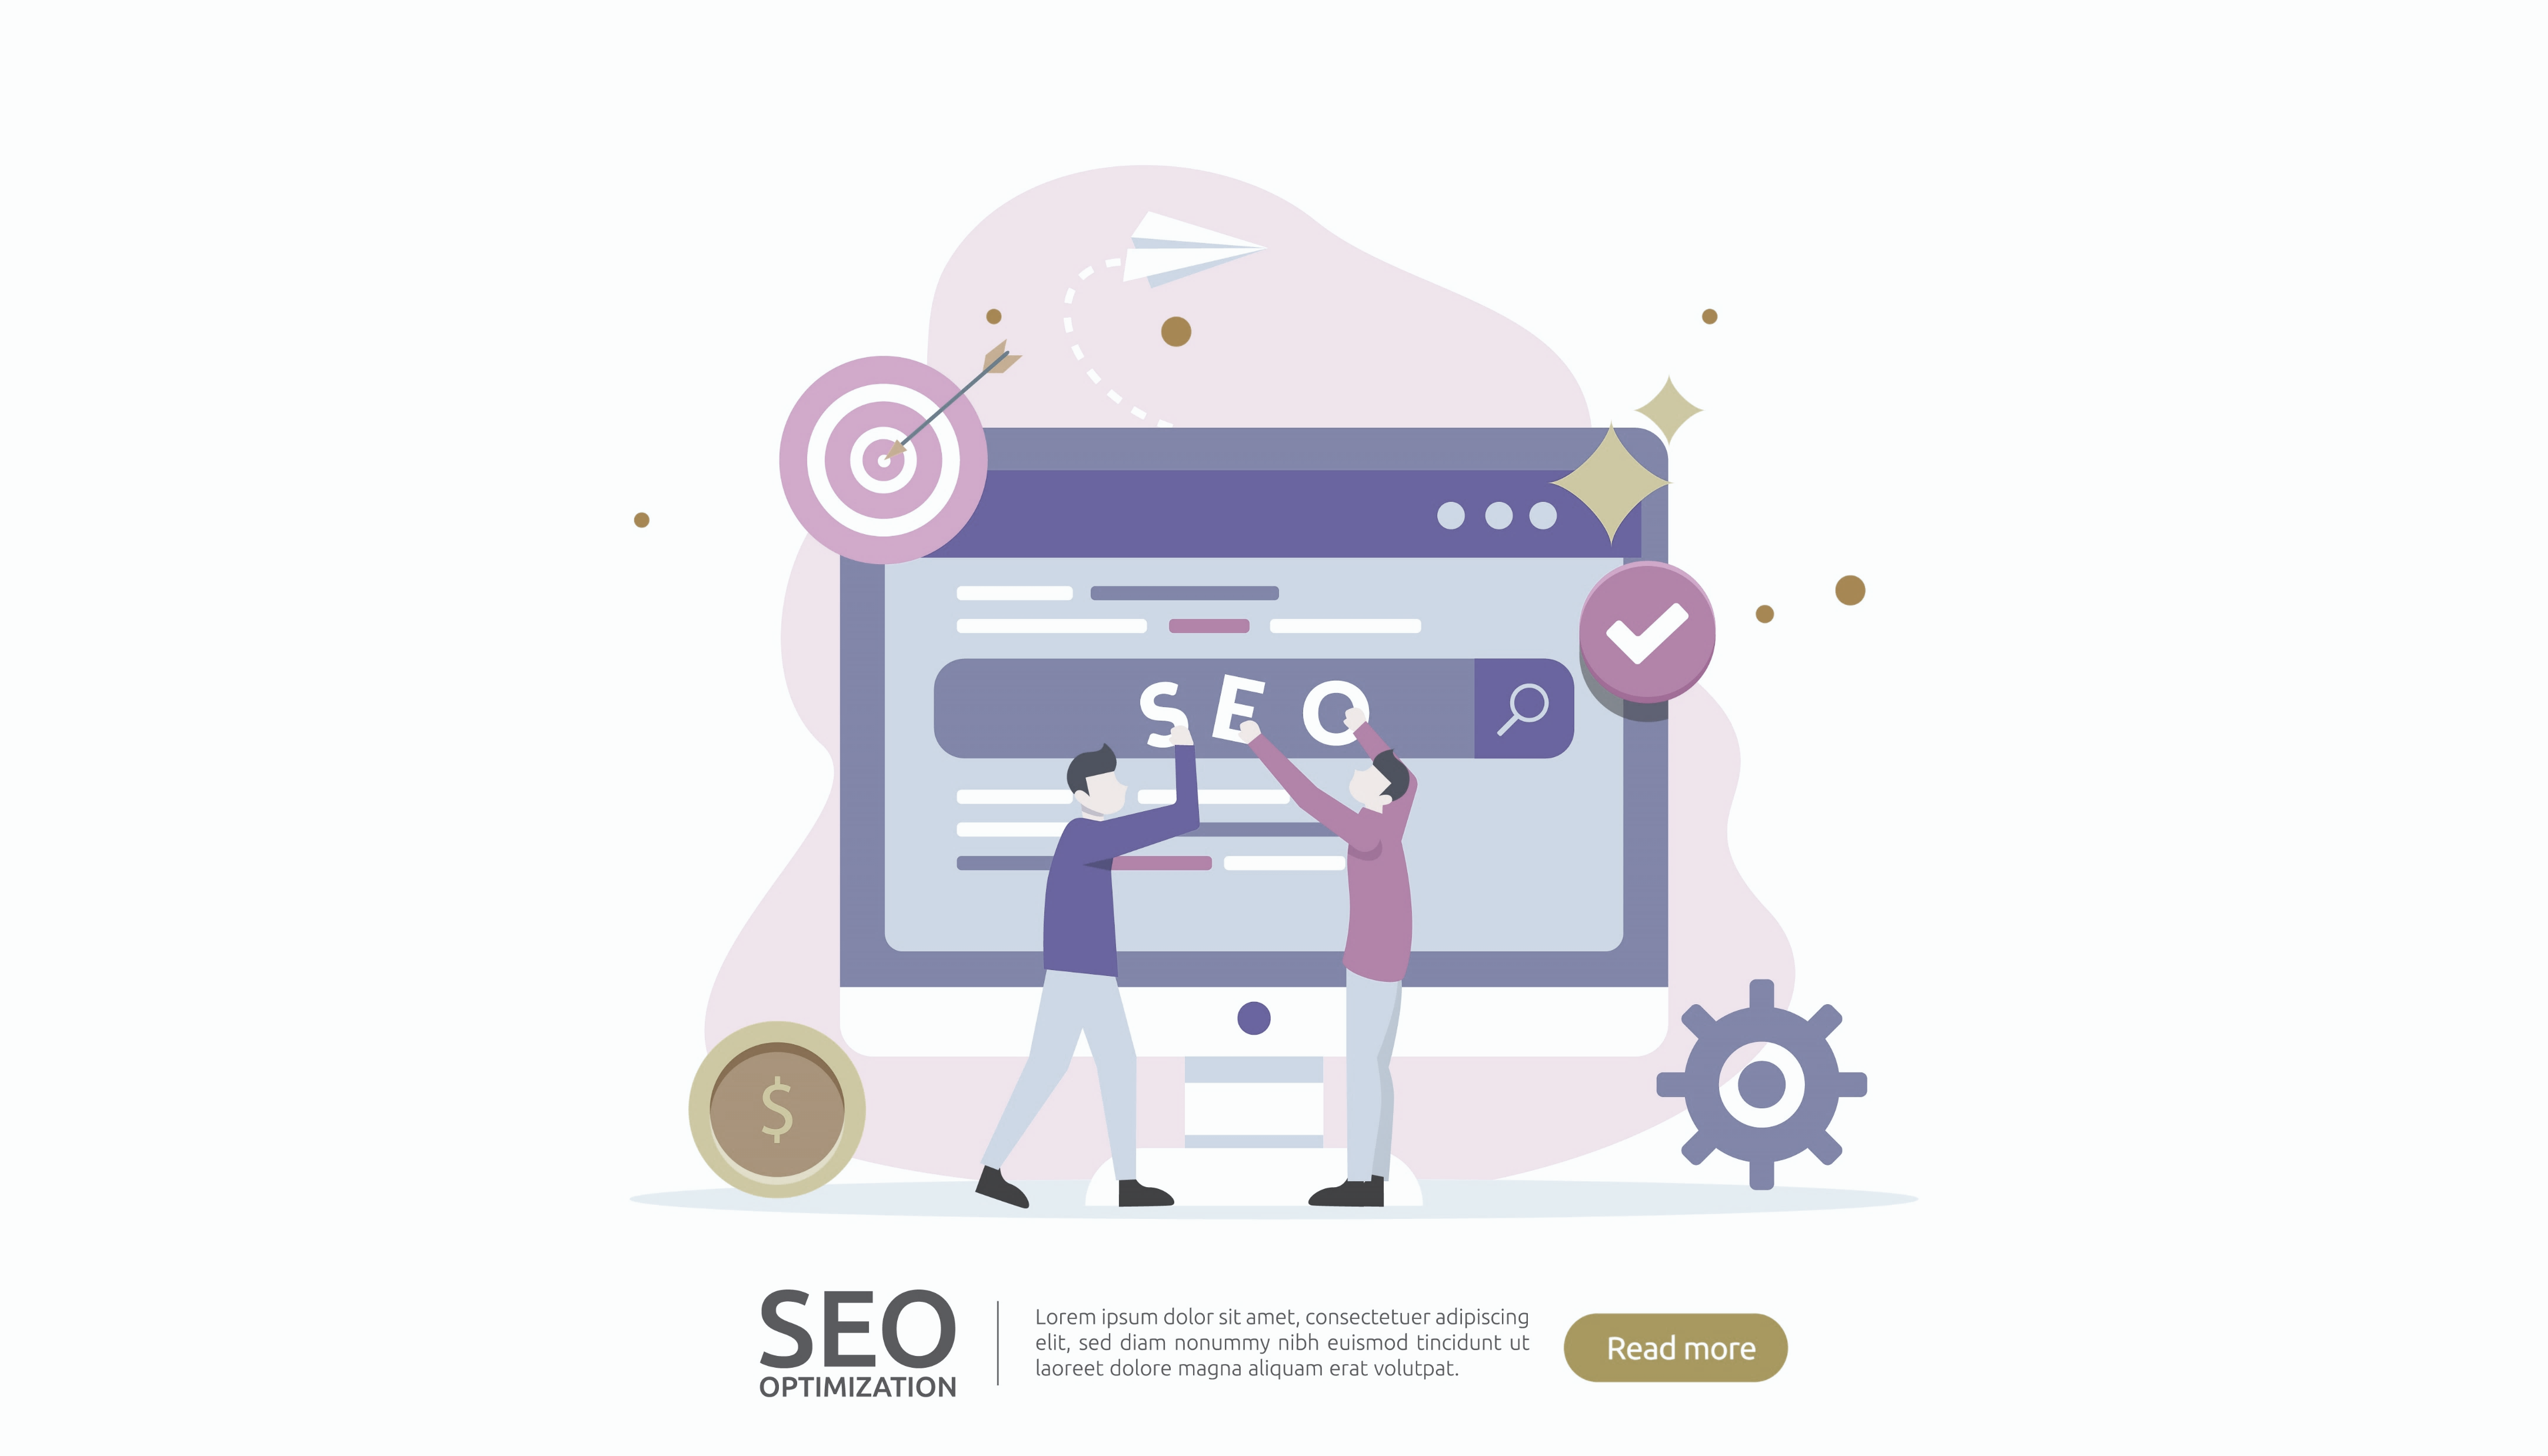 S E O
$
SEO
OPTIMIZATION
Lorem ipsum dolor sit amet, consectetuer adipiscing
elit, sed diam nonummy nibh euismod tincidunt ut
laoreet dolore magna aliquam erat volutpat.
Read more